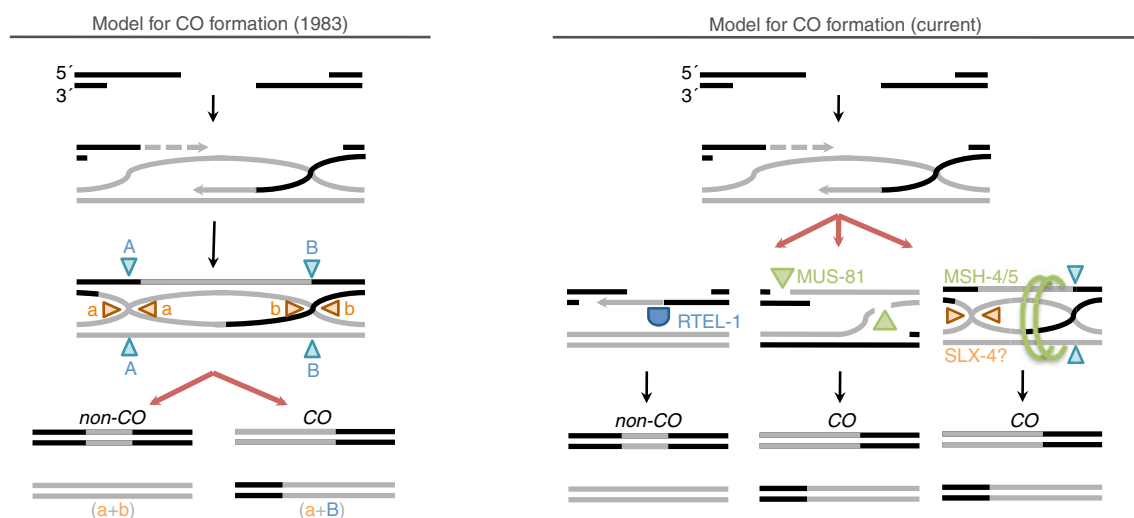 Model for CO formation (1983)
5´
3´
A
B
a
a
b
b
A
B
non-CO
CO
(a+b)
(a+B)
Model for CO formation (current)
5´
3´
MUS-81
MSH-4/5
RTEL-1
SLX-4?
non-CO
CO
CO